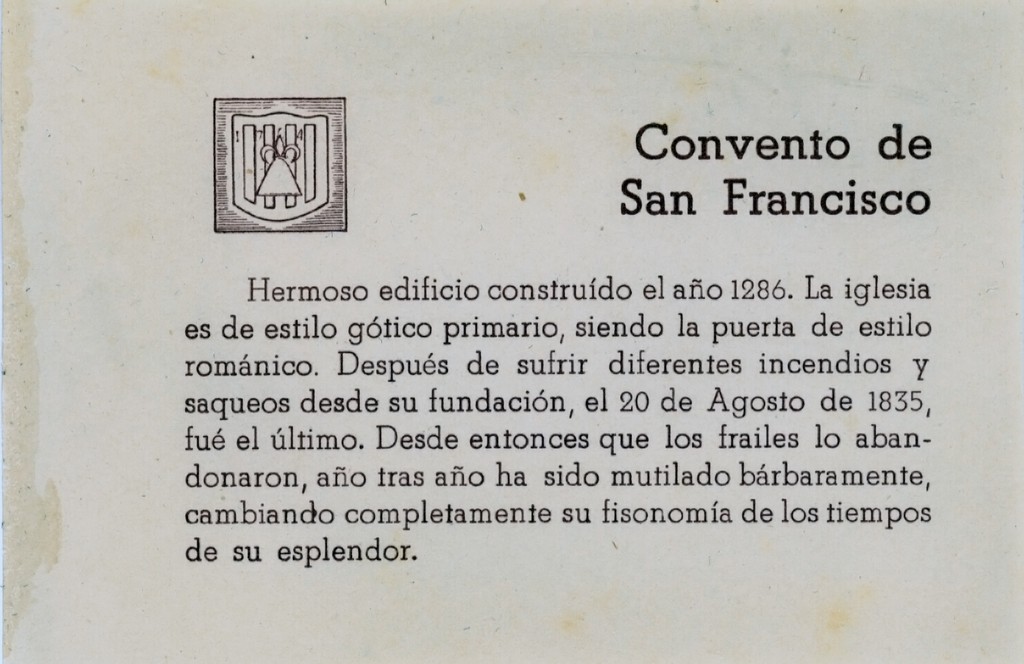 Convento de
San Francisco
Hermoso edificio construído el año 1286. La iglesia
es de estilo gótico primario, siendo la puerta de estilo
románico. Después de sufrir diferentes incendios y
saqueos desde su fundación, el 20 de Agosto de 1835,
fué el último. Desde entonces que los frailes lo aban-
donaron, año tras año ha sido mutilado bárbaramente,
cambiando completamente su fisonomía de los tiempos
de su esplendor.